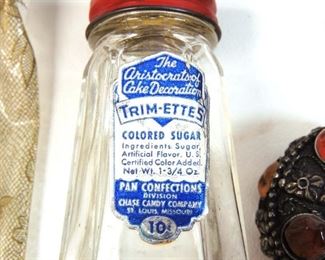 The
Aristocrats of
Cake Decoration
TRIM-ETTES
COLORED SUGAR
Ingredients Sugar,
Artificial Flavor. U.S.
Certified Color Added.
Net Wt. 1-3/4 Oz.
PAN CONFECTIONS
DIVISION
CHASE CANDY COMPANY
ST. LOUIS, MISSOURI
10¢